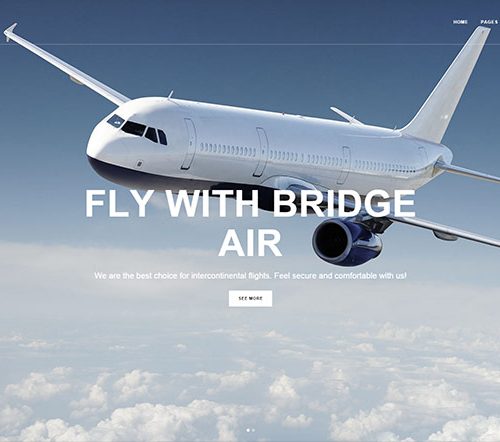 HOME PAGES
FLY WITH BRIDGE
AIR
We are the best choice for intercontinental flights. Feel secure and comfortable with us!
SEE MORE